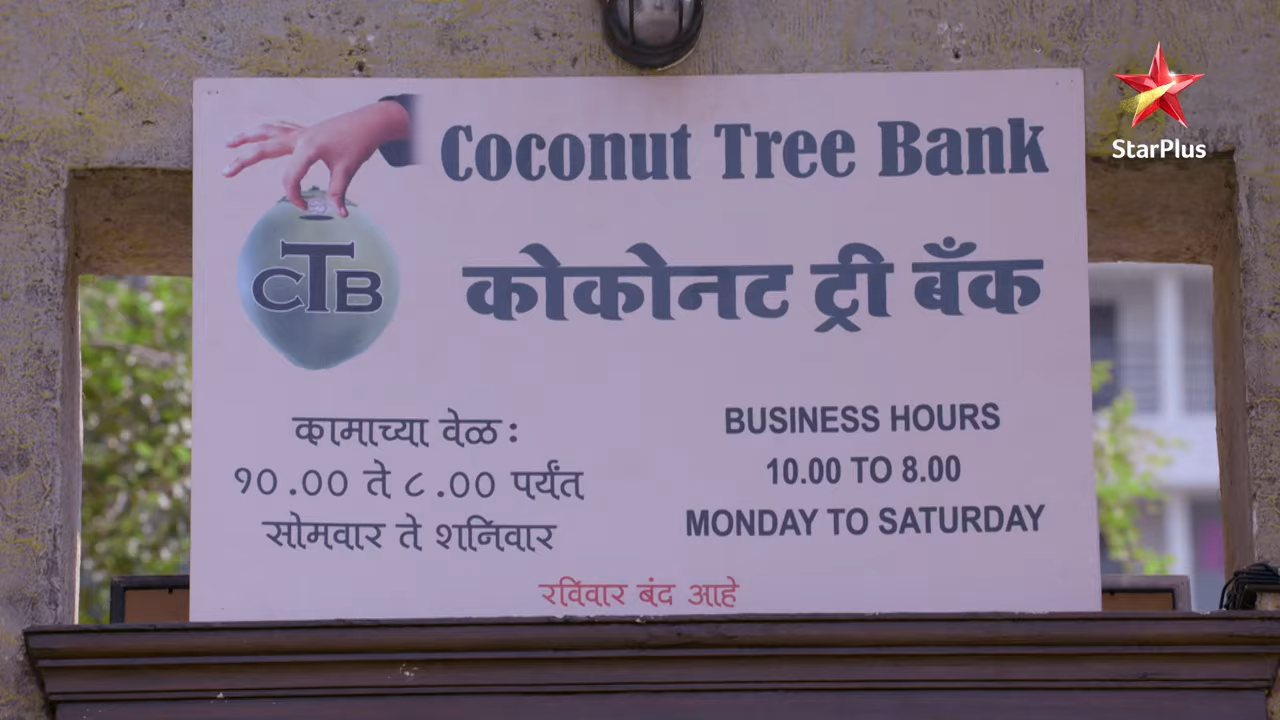 StarPlus
Coconut Tree Bank
CTB
कोकोनट ट्री बँक
कामाच्या वेळ :
१०.०० ते ८.०० पर्यंत
सोमवार ते शनिवार
BUSINESS HOURS
10.00 TO 8.00
MONDAY TO SATURDAY
रविवार बंद आहे